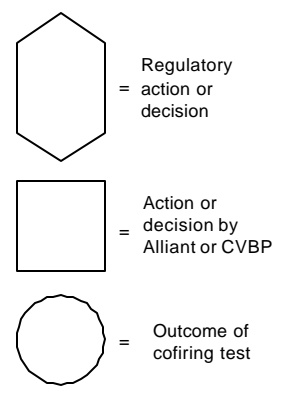 Regulatory
= action or
decision
Action or
= decision by
Alliant or CVBP
= Outcome of
cofiring test